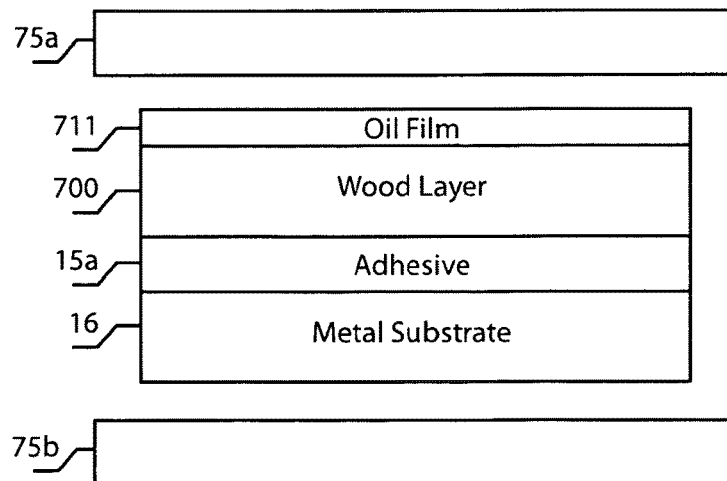 75a
711 Oil Film
700 Wood Layer
15a Adhesive
16 Metal Substrate
75b